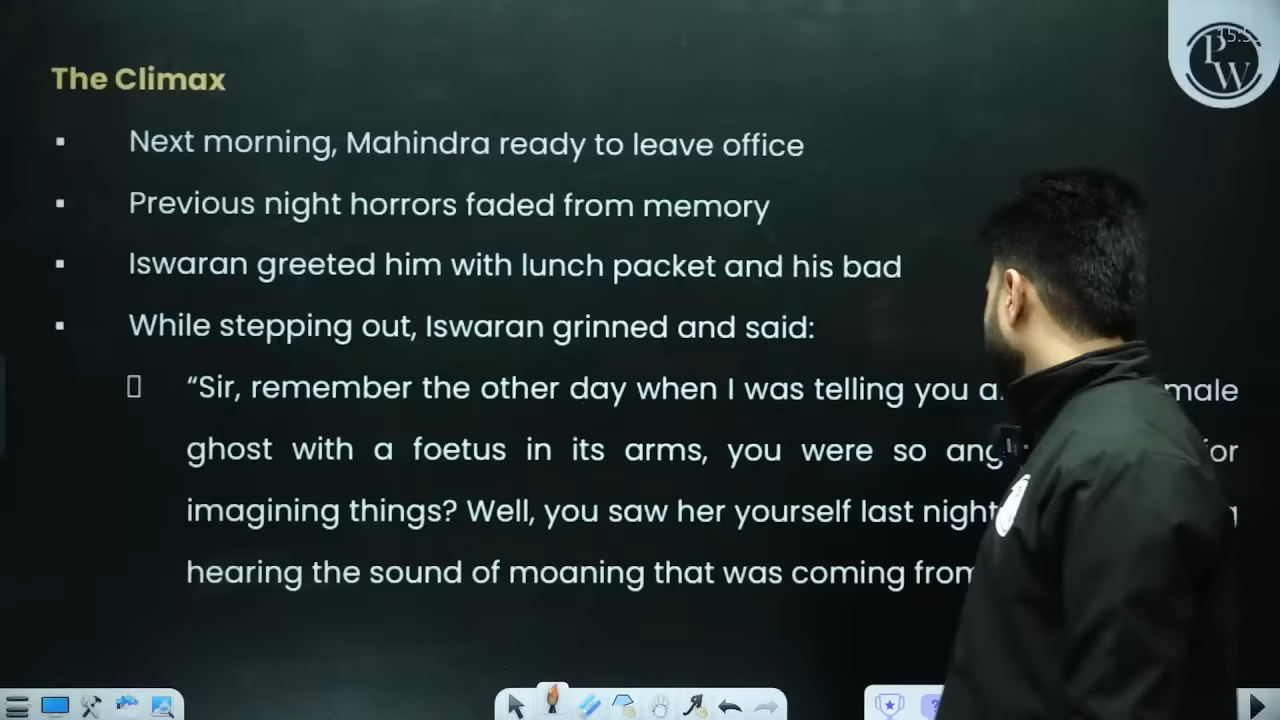 The Climax
▪ Next morning, Mahindra ready to leave office
▪ Previous night horrors faded from memory
▪ Iswaran greeted him with lunch packet and his bad
▪ While stepping out, Iswaran grinned and said:
“Sir, remember the other day when I was telling you
ghost with a foetus in its arms, you were so for
imagining things? Well, you saw her yourself last night
hearing the sound of moaning that was coming
PW